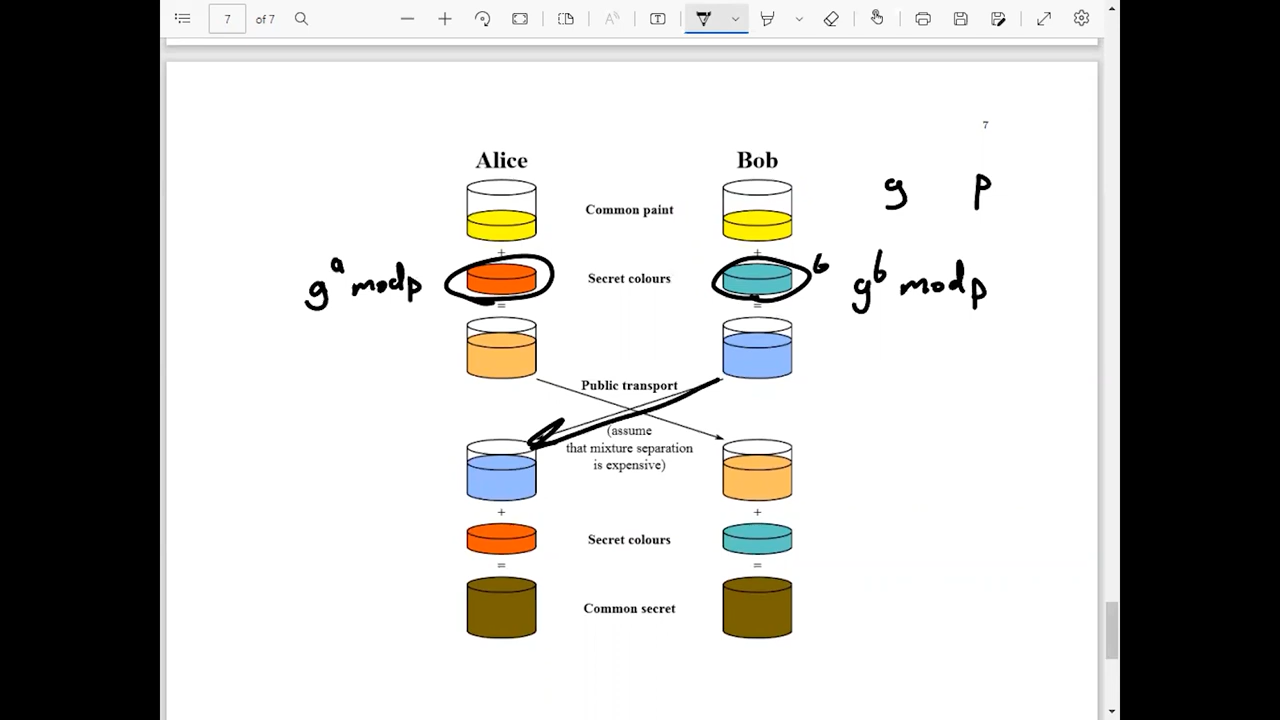 7 of 7
7
Alice Bob
g p
Common paint
+ +
g^a mod p Secret colours b g^b mod p
= =
Public transport
(assume
that mixture separation
is expensive)
+ +
Secret colours
= =
Common secret